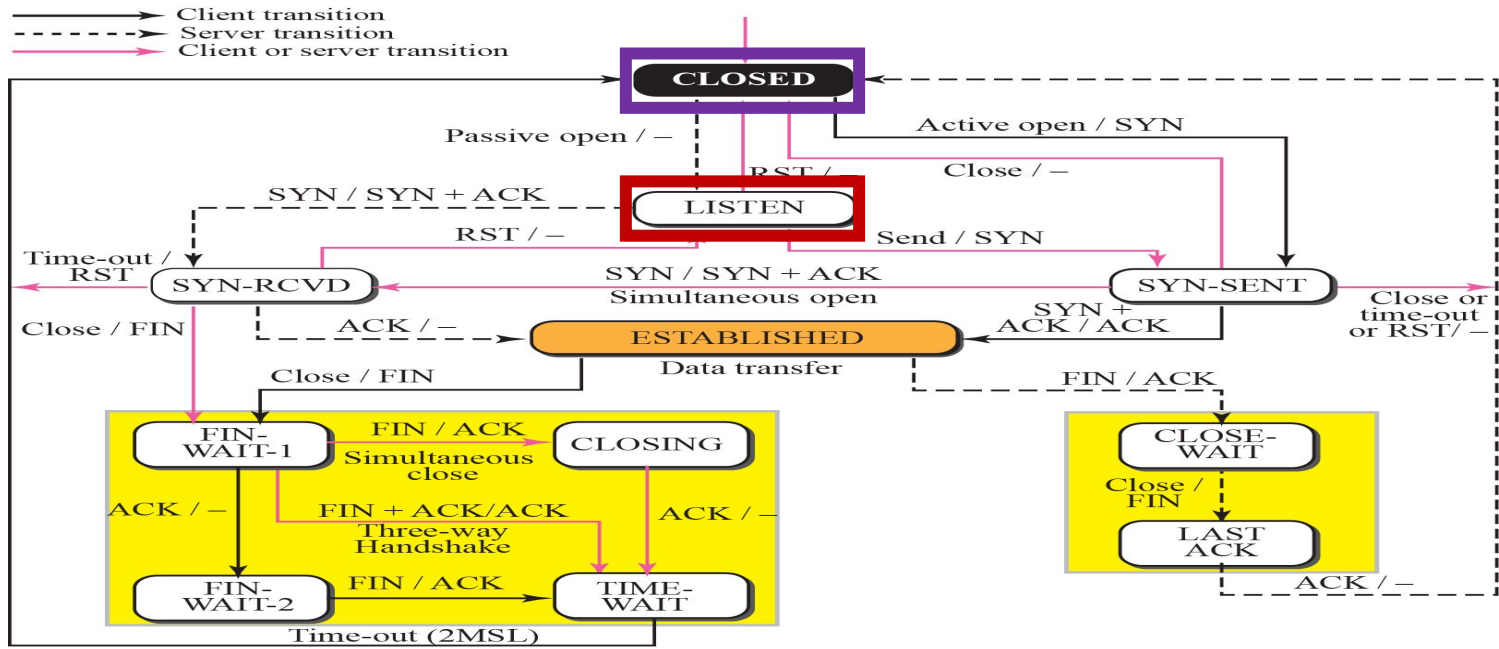 Client transition
Server transition
Client or server transition
CLOSED
Passive open / –
Active open / SYN
RST / –
Close / –
SYN / SYN + ACK
LISTEN
RST / –
Send / SYN
Time-out /
RST
SYN-RCVD
SYN / SYN + ACK
Simultaneous open
SYN-SENT
Close or
time-out
or RST/ –
Close / FIN
ACK / –
SYN +
ACK / ACK
ESTABLISHED
Data transfer
Close / FIN
FIN / ACK
FIN-
WAIT-1
FIN / ACK
Simultaneous
close
CLOSING
CLOSE-
WAIT
Close /
FIN
ACK / –
FIN + ACK/ACK
Three-way
Handshake
ACK / –
LAST
ACK
FIN-
WAIT-2
FIN / ACK
TIME-
WAIT
ACK / –
Time-out (2MSL)